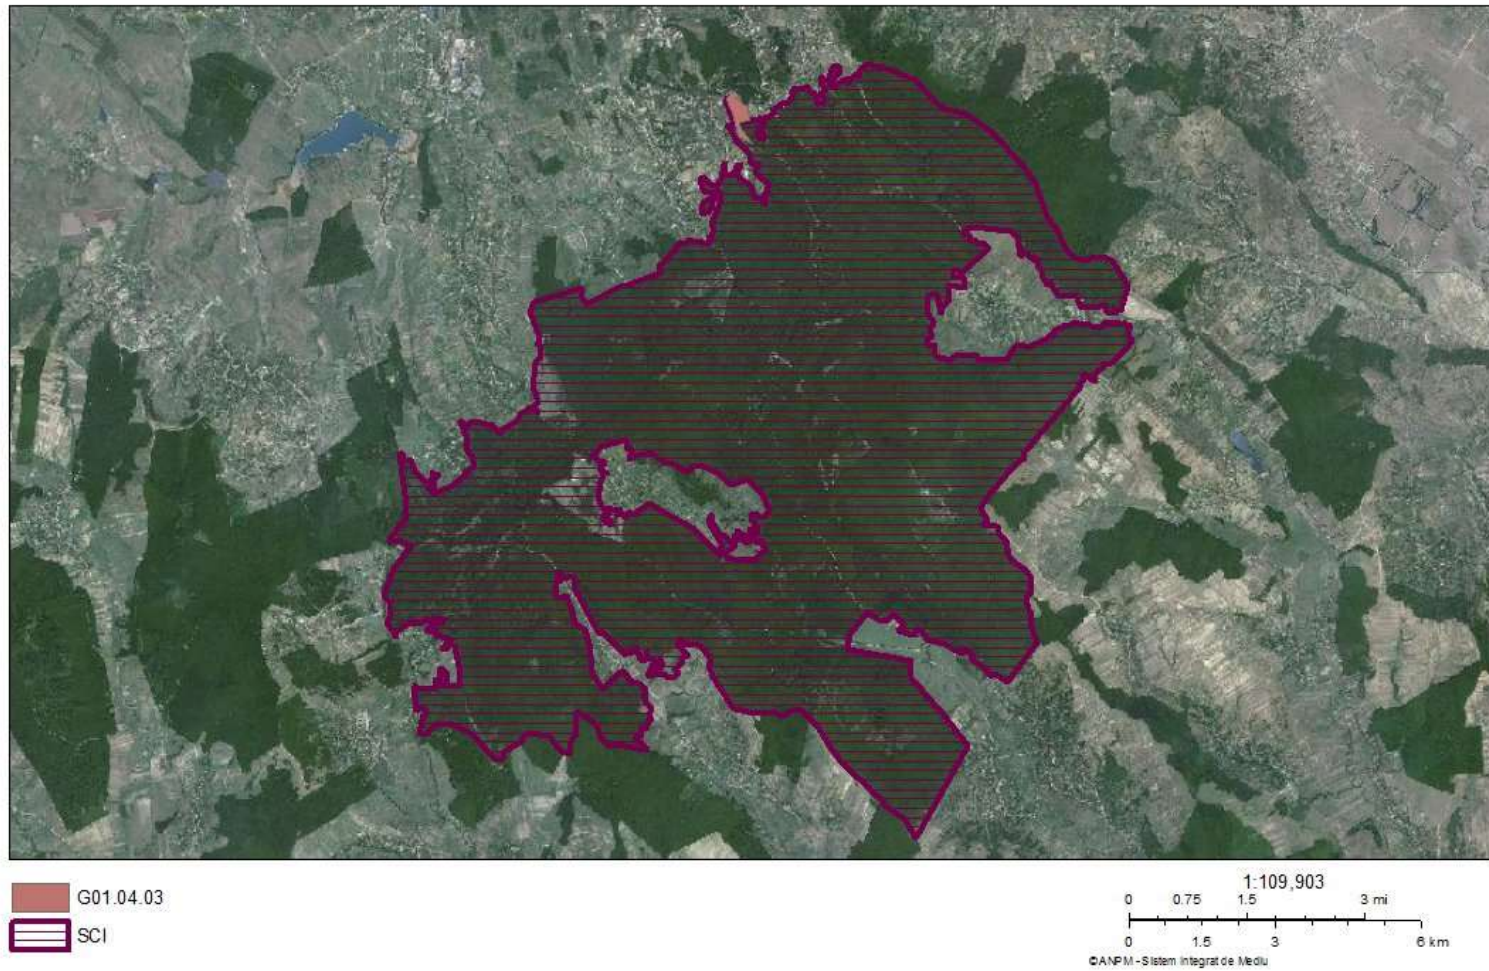 G01.04.03
SCI
1:109,903
0 0.75 1.5 3 mi
0 1.5 3 6 km
©ANPM - Sistem Integrat de Mediu